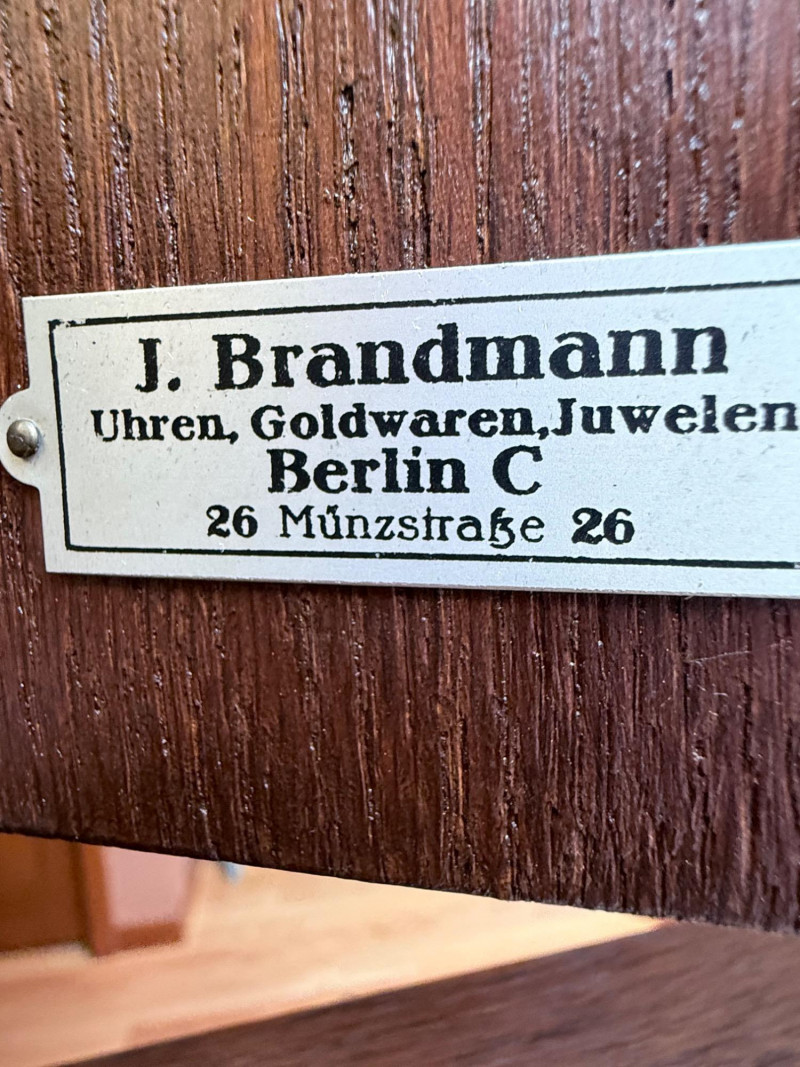 J. Brandmann
Uhren, Goldwaren, Juwelen
Berlin C
26 Münzstraße 26